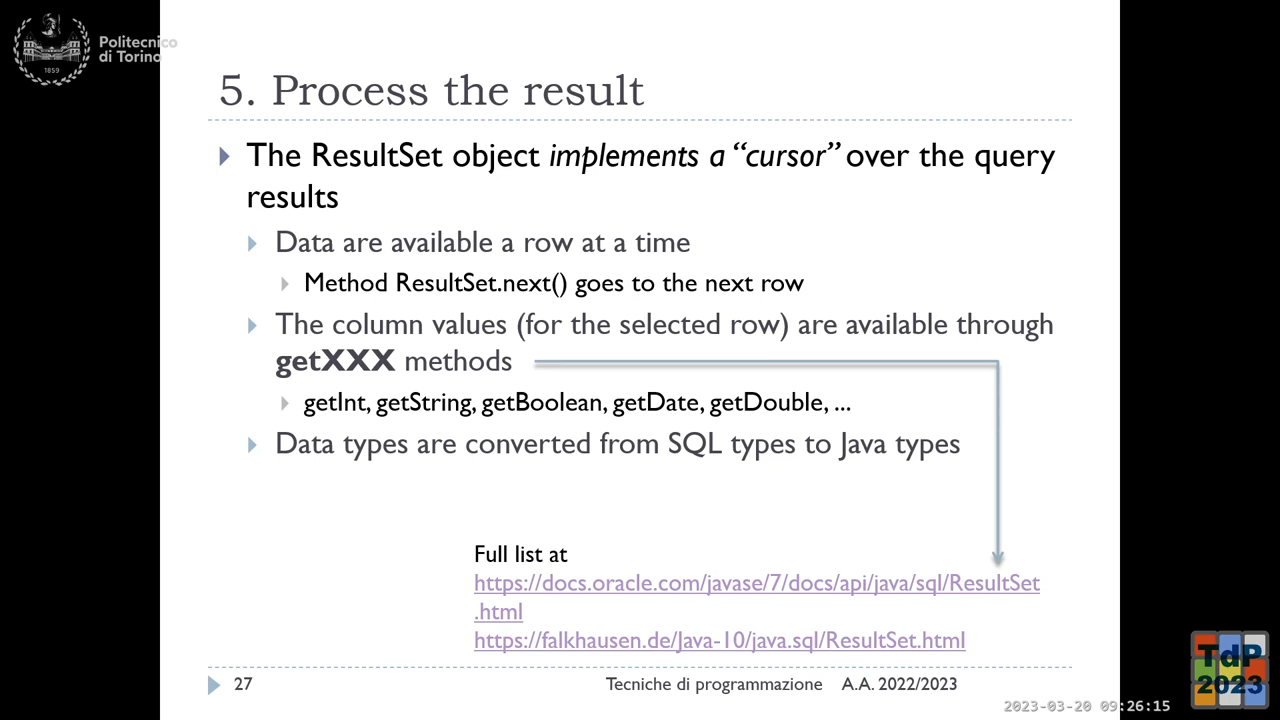 Politecnico
di Torino
1859
5. Process the result
The ResultSet object implements a “cursor” over the query
results
Data are available a row at a time
Method ResultSet.next() goes to the next row
The column values (for the selected row) are available through
getXXX methods
getInt, getString, getBoolean, getDate, getDouble, ...
Data types are converted from SQL types to Java types
Full list at
https://docs.oracle.com/javase/7/docs/api/java/sql/ResultSet
.html
https://falkhausen.de/Java-10/java.sql/ResultSet.html
27
Tecniche di programmazione A.A. 2022/2023
TdP
2023
2023-03-20 09:26:15